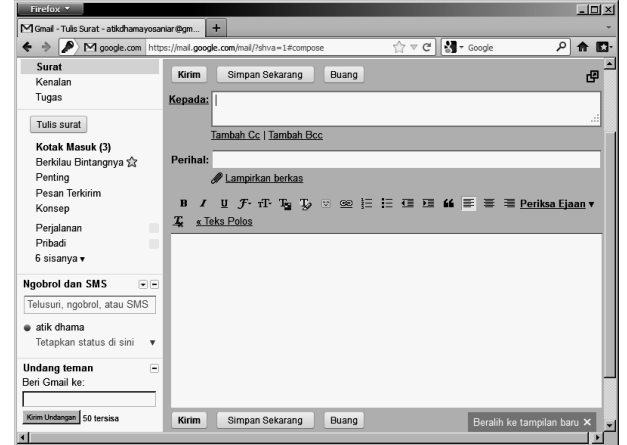 Firefox
Gmail - Tulis Surat - atikdhamayosaniar@gm...
google.com https://mail.google.com/mail/?shva=1#compose
Google
Surat
Kenalan
Tugas
Tulis surat
Kotak Masuk (3)
Berkilau Bintangnya
Penting
Pesan Terkirim
Konsep
Perjalanan
Pribadi
6 sisanya
Ngobrol dan SMS
Telusuri, ngobrol, atau SMS
atik dhama
Tetapkan status di sini
Undang teman
Beri Gmail ke:
Kirim Undangan 50 tersisa
Kirim Simpan Sekarang Buang
Kepada:
Tambah Cc | Tambah Bcc
Perihal:
Lampirkan berkas
B I U Periksa Ejaan
« Teks Polos
Kirim Simpan Sekarang Buang
Beralih ke tampilan baru X